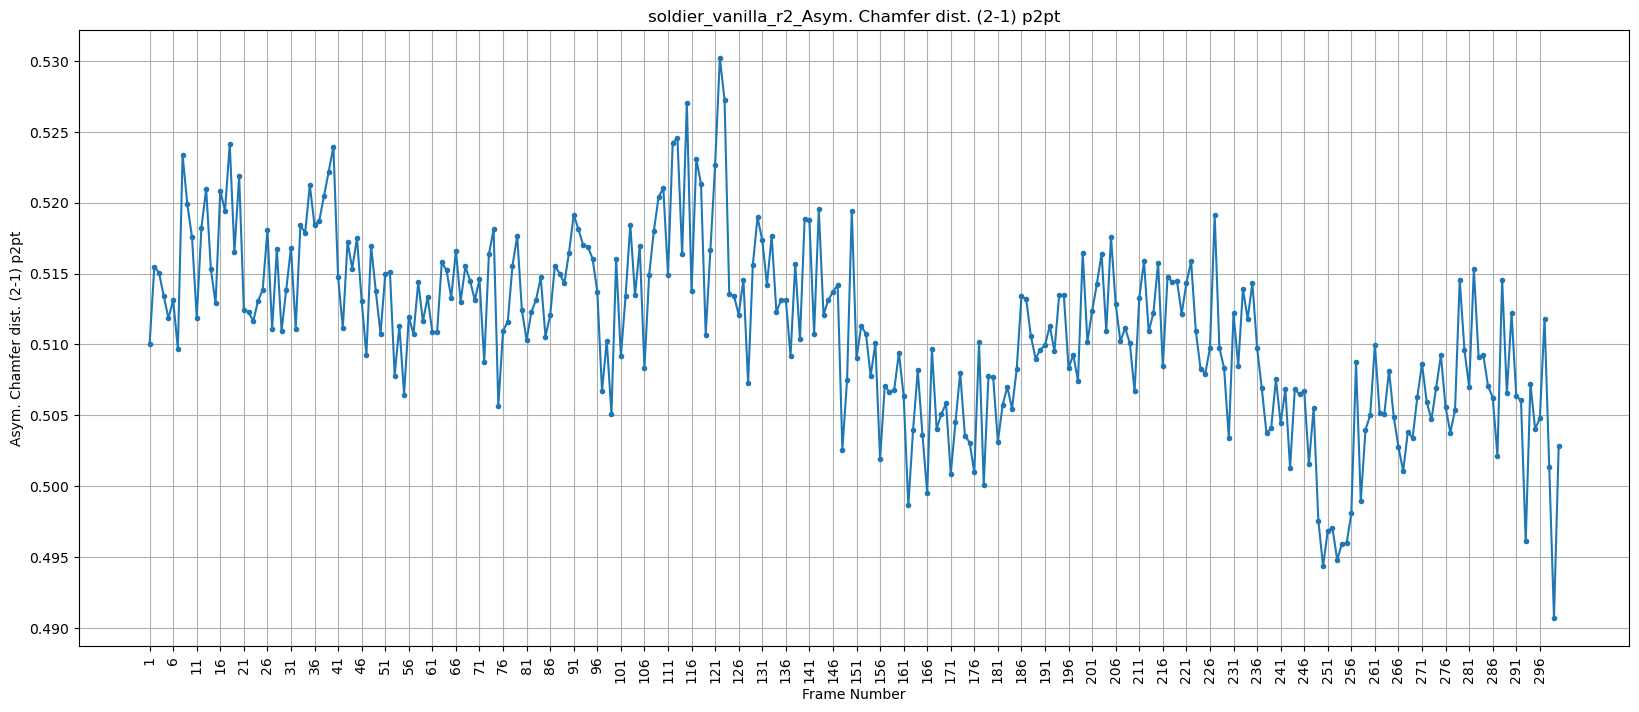 soldier_vanilla_r2_Asym. Chamfer dist. (2-1) p2pt
Asym. Chamfer dist. (2-1) p2pt
0.530
0.525
0.520
0.515
0.510
0.505
0.500
0.495
0.490
1 6 11 16 21 26 31 36 41 46 51 56 61 66 71 76 81 86 91 96 101 106 111 116 121 126 131 136 141 146 151 156 161 166 171 176 181 186 191 196 201 206 211 216 221 226 231 236 241 246 251 256 261 266 271 276 281 286 291 296
Frame Number